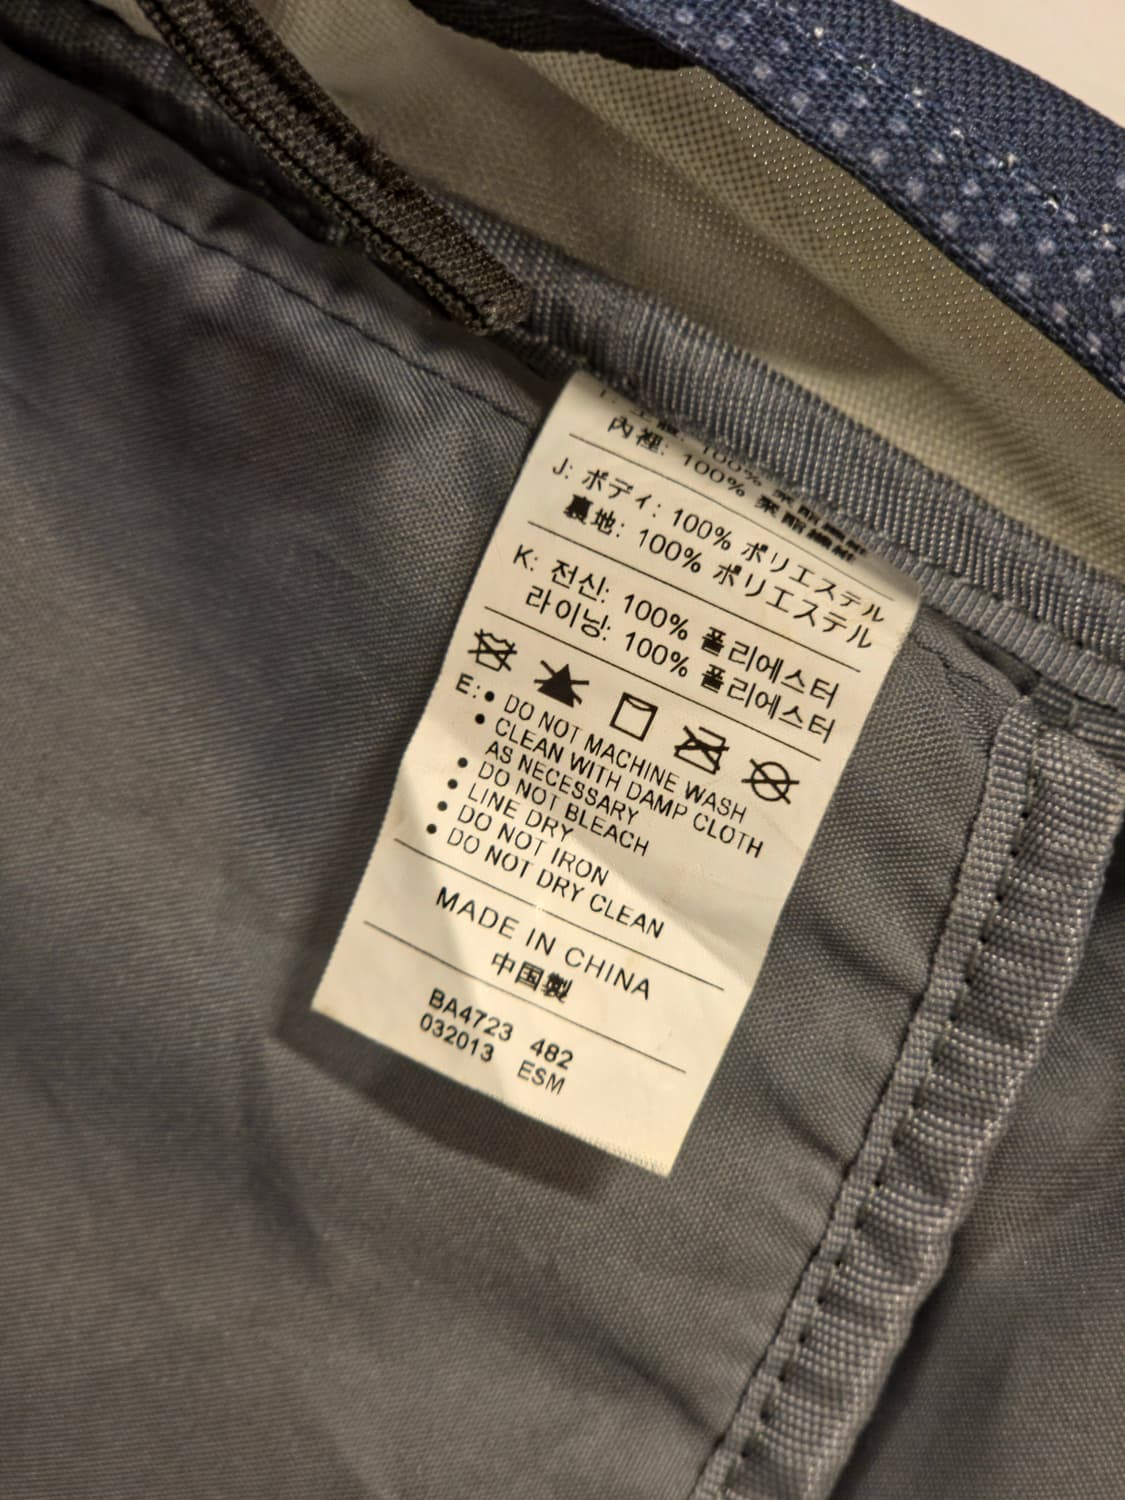 內裡: 100%
J: ボディ: 100% ポリエステル
裏地: 100% ポリエステル
K: 전신: 100% 폴리에스터
라이닝: 100% 폴리에스터
E: • DO NOT MACHINE WASH
• CLEAN WITH DAMP CLOTH
AS NECESSARY
• DO NOT BLEACH
• LINE DRY
• DO NOT IRON
• DO NOT DRY CLEAN
MADE IN CHINA
中国製
BA4723 482
032013 ESM